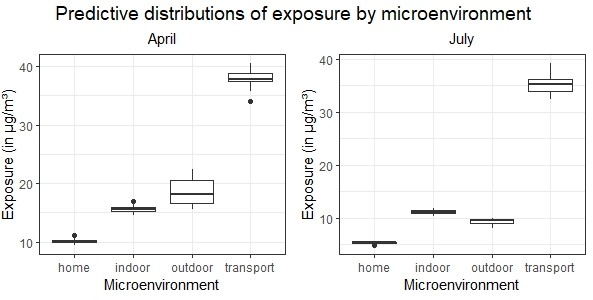 Predictive distributions of exposure by microenvironment
April
Exposure (in µg/m³)
40
30
20
10
home indoor outdoor transport
Microenvironment
July
Exposure (in µg/m³)
40
30
20
10
home indoor outdoor transport
Microenvironment